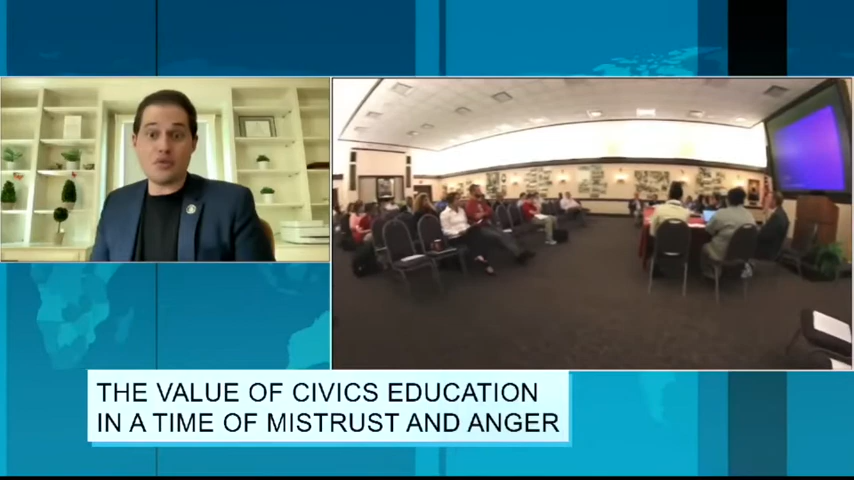 THE VALUE OF CIVICS EDUCATION
IN A TIME OF MISTRUST AND ANGER